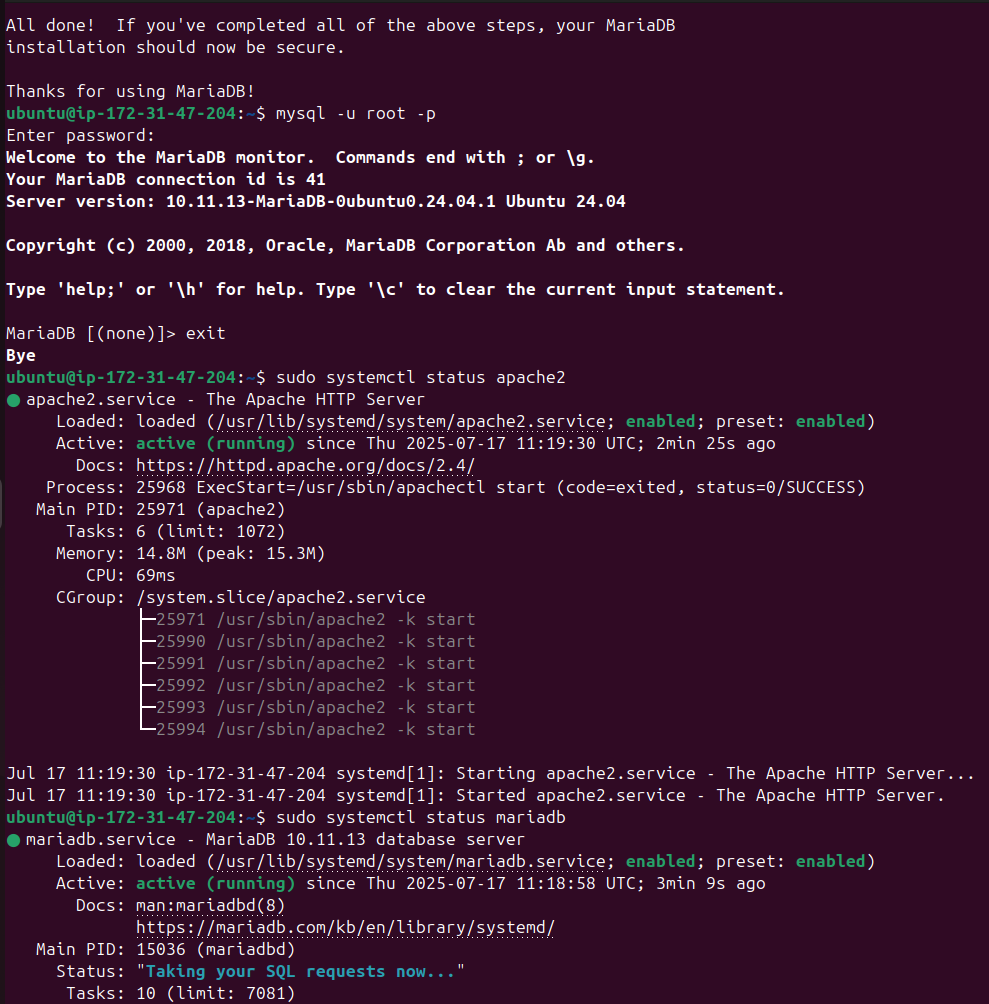 All done!  If you've completed all of the above steps, your MariaDB
installation should now be secure.
Thanks for using MariaDB!
ubuntu@ip-172-31-47-204:~$ mysql -u root -p
Enter password:
Welcome to the MariaDB monitor.  Commands end with ; or \g.
Your MariaDB connection id is 41
Server version: 10.11.13-MariaDB-0ubuntu0.24.04.1 Ubuntu 24.04
Copyright (c) 2000, 2018, Oracle, MariaDB Corporation Ab and others.
Type 'help;' or '\h' for help. Type '\c' to clear the current input statement.
MariaDB [(none)]> exit
Bye
ubuntu@ip-172-31-47-204:~$ sudo systemctl status apache2
● apache2.service - The Apache HTTP Server
     Loaded: loaded (/usr/lib/systemd/system/apache2.service; enabled; preset: enabled)
     Active: active (running) since Thu 2025-07-17 11:19:30 UTC; 2min 25s ago
       Docs: https://httpd.apache.org/docs/2.4/
    Process: 25968 ExecStart=/usr/sbin/apachectl start (code=exited, status=0/SUCCESS)
   Main PID: 25971 (apache2)
      Tasks: 6 (limit: 1072)
     Memory: 14.8M (peak: 15.3M)
        CPU: 69ms
     CGroup: /system.slice/apache2.service
             ├─25971 /usr/sbin/apache2 -k start
             ├─25990 /usr/sbin/apache2 -k start
             ├─25991 /usr/sbin/apache2 -k start
             ├─25992 /usr/sbin/apache2 -k start
             ├─25993 /usr/sbin/apache2 -k start
             └─25994 /usr/sbin/apache2 -k start
Jul 17 11:19:30 ip-172-31-47-204 systemd[1]: Starting apache2.service - The Apache HTTP Server...
Jul 17 11:19:30 ip-172-31-47-204 systemd[1]: Started apache2.service - The Apache HTTP Server.
ubuntu@ip-172-31-47-204:~$ sudo systemctl status mariadb
● mariadb.service - MariaDB 10.11.13 database server
     Loaded: loaded (/usr/lib/systemd/system/mariadb.service; enabled; preset: enabled)
     Active: active (running) since Thu 2025-07-17 11:18:58 UTC; 3min 9s ago
       Docs: man:mariadbd(8)
             https://mariadb.com/kb/en/library/systemd/
   Main PID: 15036 (mariadbd)
     Status: "Taking your SQL requests now..."
      Tasks: 10 (limit: 7081)